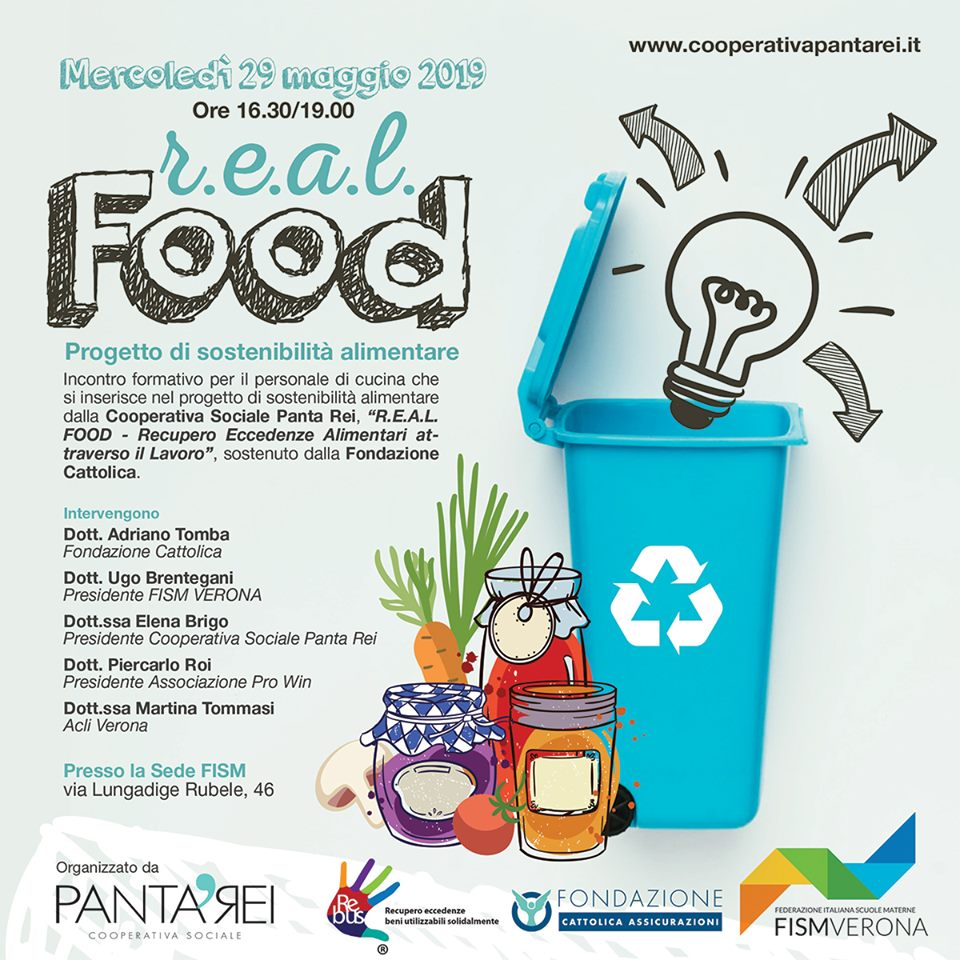 www.cooperativapantarei.it
Mercoledì 29 maggio 2019
Ore 16.30/19.00
r.e.a.l.
Food
Progetto di sostenibilità alimentare
Incontro formativo per il personale di cucina che
si inserisce nel progetto di sostenibilità alimentare
dalla Cooperativa Sociale Panta Rei, “R.E.A.L.
FOOD - Recupero Eccedenze Alimentari at-
traverso il Lavoro”, sostenuto dalla Fondazione
Cattolica.
Intervengono
Dott. Adriano Tomba
Fondazione Cattolica
Dott. Ugo Brentegani
Presidente FISM VERONA
Dott.ssa Elena Brigo
Presidente Cooperativa Sociale Panta Rei
Dott. Piercarlo Roi
Presidente Associazione Pro Win
Dott.ssa Martina Tommasi
Acli Verona
Presso la Sede FISM
via Lungadige Rubele, 46
Organizzato da
PANTA'REI
COOPERATIVA SOCIALE
Re
bus
Recupero eccedenze
beni utilizzabili solidalmente
®
FONDAZIONE
CATTOLICA ASSICURAZIONI
FEDERAZIONE ITALIANA SCUOLE MATERNE
FISMVERONA